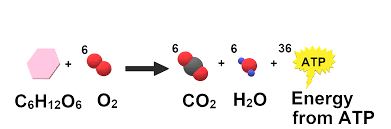 + 6 → 6 + 6 + 36 ATP
C6H12O6 O2 CO2 H2O Energy
from ATP